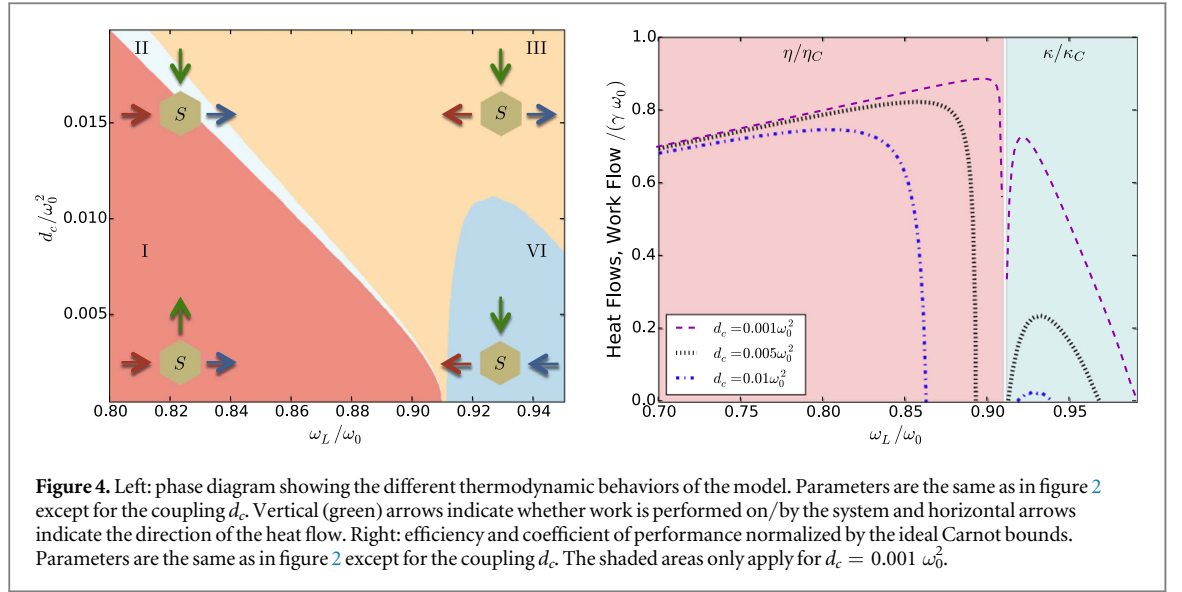 II
III
S
S
I
VI
S
S
0.015
0.010
0.005
d_c/ω_0^2
0.80 0.82 0.84 0.86 0.88 0.90 0.92 0.94
ω_L/ω_0
η/η_C
κ/κ_C
1.0
0.8
0.6
0.4
0.2
0.0
Heat Flows, Work Flow /(γ ω_0)
d_c = 0.001ω_0^2
d_c = 0.005ω_0^2
d_c = 0.01ω_0^2
0.70 0.75 0.80 0.85 0.90 0.95
ω_L/ω_0
Figure 4. Left: phase diagram showing the different thermodynamic behaviors of the model. Parameters are the same as in figure 2
except for the coupling d_c. Vertical (green) arrows indicate whether work is performed on/by the system and horizontal arrows
indicate the direction of the heat flow. Right: efficiency and coefficient of performance normalized by the ideal Carnot bounds.
Parameters are the same as in figure 2 except for the coupling d_c. The shaded areas only apply for d_c = 0.001 ω_0^2.